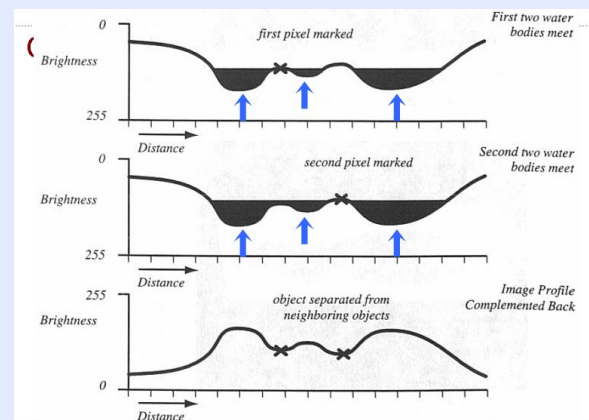 0
first pixel marked
First two water
bodies meet
Brightness
255
Distance
0
second pixel marked
Second two water
bodies meet
Brightness
255
Distance
255
object separated from
neighboring objects
Image Profile
Complemented Back
Brightness
0
Distance